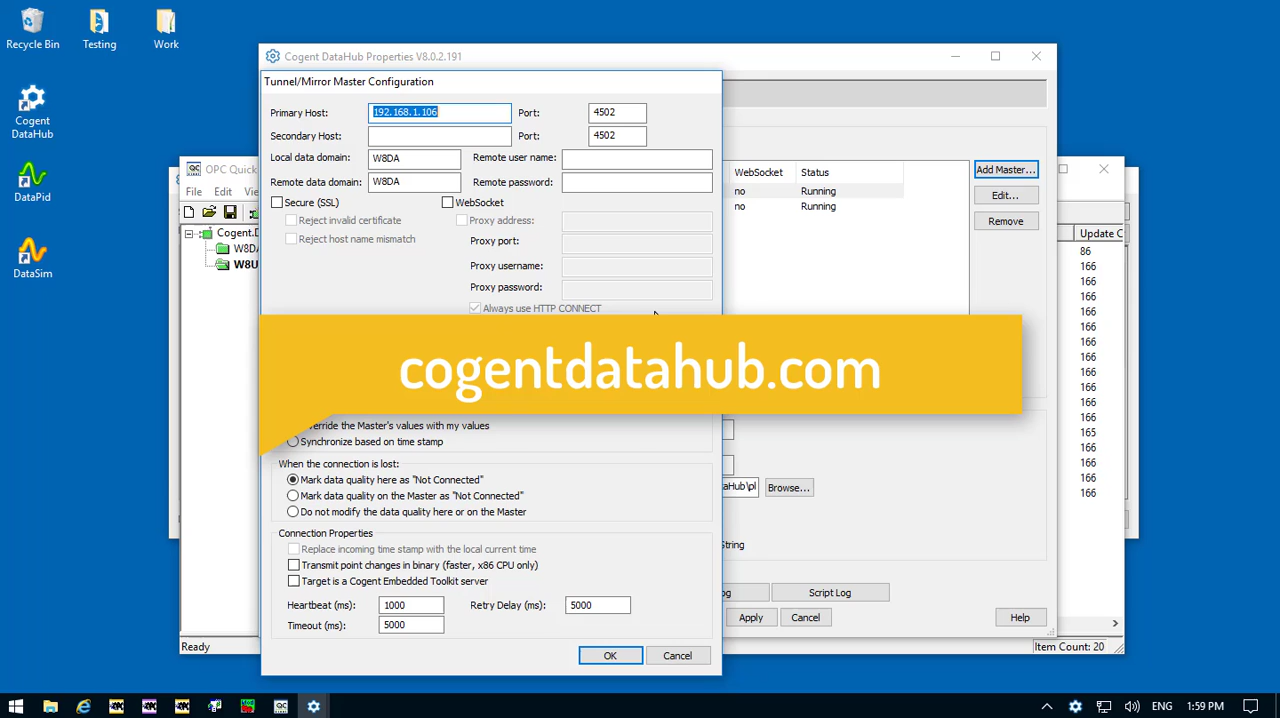 Recycle Bin
Testing
Work
Cogent
DataHub
DataPid
DataSim
Cogent DataHub Properties V8.0.2.191
Tunnel/Mirror Master Configuration
Primary Host: 192.168.1.106 Port: 4502
Secondary Host: Port: 4502
Local data domain: W8DA Remote user name:
Remote data domain: W8DA Remote password:
Secure (SSL) WebSocket
Reject invalid certificate Proxy address:
Reject host name mismatch Proxy port:
Proxy username:
Proxy password:
Always use HTTP CONNECT
cogentdatahub.com
verride the Master's values with my values
Synchronize based on time stamp
When the connection is lost:
Mark data quality here as "Not Connected"
Mark data quality on the Master as "Not Connected"
Do not modify the data quality here or on the Master
Connection Properties
Replace incoming time stamp with the local current time
Transmit point changes in binary (faster, x86 CPU only)
Target is a Cogent Embedded Toolkit server
Heartbeat (ms): 1000 Retry Delay (ms): 5000
Timeout (ms): 5000
OK Cancel
WebSocket Status
no Running
no Running
Add Master...
Edit...
Remove
aHub\pl Browse...
String
og Script Log
Apply Cancel Help
OPC Quick
File Edit Vie
Cogent.D
W8DA
W8U
Update C
86
166
166
166
166
166
166
166
166
166
166
166
165
166
166
166
166
Ready Item Count: 20
ENG 1:59 PM